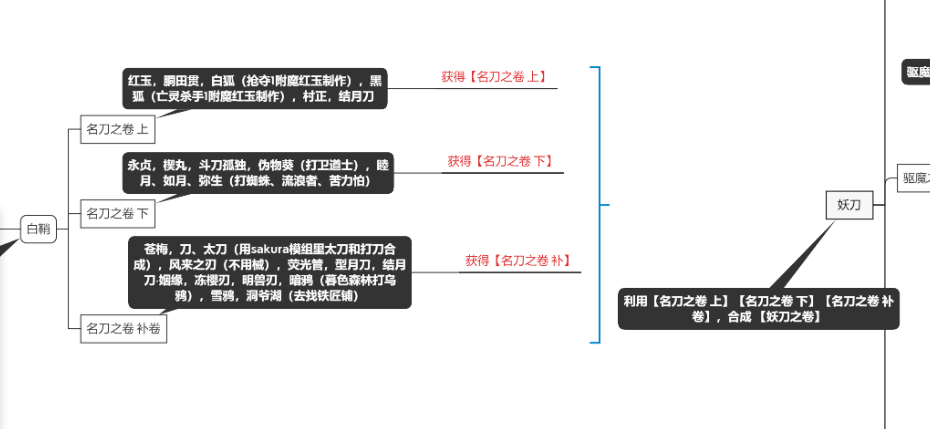 红玉，胴田贯，白狐（抢夺1附魔红玉制作），黑
狐（亡灵杀手1附魔红玉制作），村正，结月刀
获得【名刀之卷 上】
名刀之卷 上
永贞，楔丸，斗刀孤独，伪物葵（打卫道士），睦
月、如月、弥生（打蜘蛛、流浪者、苦力怕）
获得【名刀之卷 下】
名刀之卷 下
白鞘
苍梅，刀、太刀（用sakura模组里太刀和打刀合
成），风来之刃（不用械），荧光管，型月刀，结月
刀·姻缘，冻樱刃，明兽刃，暗鸦（暮色森林打乌
鸦），雪鸦，洞爷湖（去找铁匠铺）
获得【名刀之卷 补】
名刀之卷 补卷
妖刀
利用【名刀之卷 上】【名刀之卷 下】【名刀之卷 补
卷】，合成 【妖刀之卷】
驱魔
驱魔之